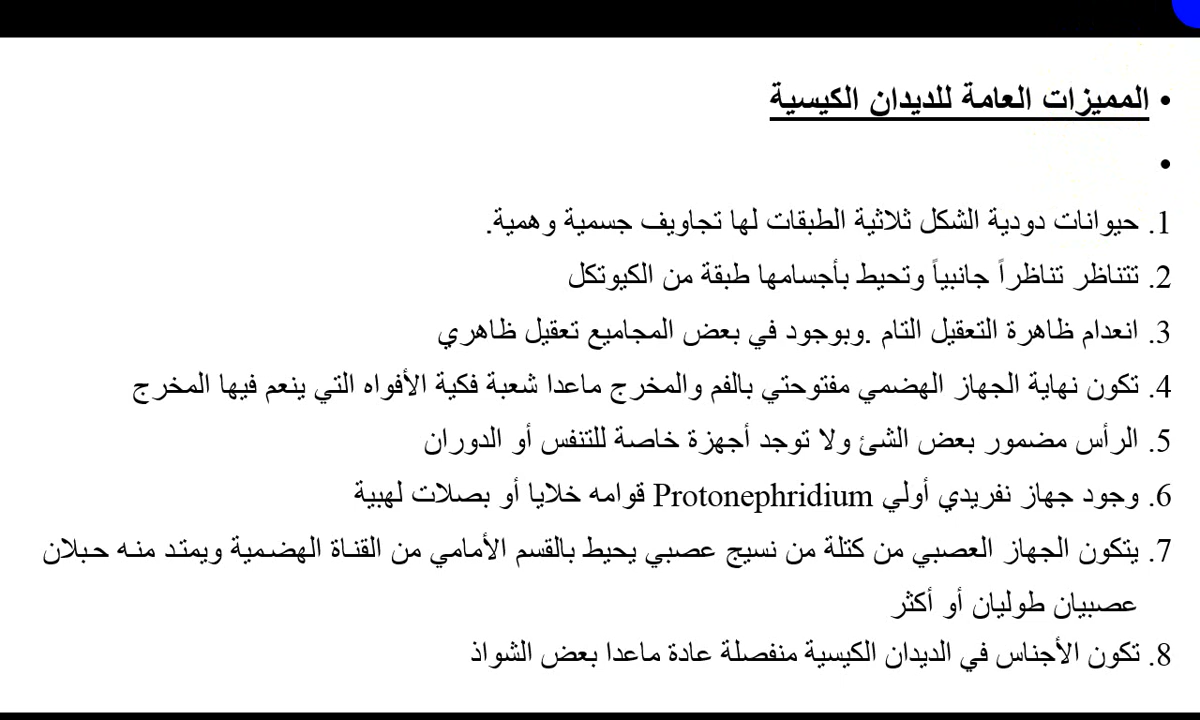 • المميزات العامة للديدان الكيسية
•
1. حيوانات دودية الشكل ثلاثية الطبقات لها تجاويف جسمية وهمية.
2. تتناظر تناظراً جانبياً وتحيط بأجسامها طبقة من الكيوتكل
3. انعدام ظاهرة التعقيل التام .وبوجود في بعض المجاميع تعقيل ظاهري
4. تكون نهاية الجهاز الهضمي مفتوحتي بالفم والمخرج ماعدا شعبة فكية الأفواه التي ينعم فيها المخرج
5. الرأس مضمور بعض الشئ ولا توجد أجهزة خاصة للتنفس أو الدوران
6. وجود جهاز نفريدي أولي Protonephridium قوامه خلايا أو بصلات لهبية
7. يتكون الجهاز العصبي من كتلة من نسيج عصبي يحيط بالقسم الأمامي من القناة الهضمية ويمتد منه حبلان
عصبيان طوليان أو أكثر
8. تكون الأجناس في الديدان الكيسية منفصلة عادة ماعدا بعض الشواذ